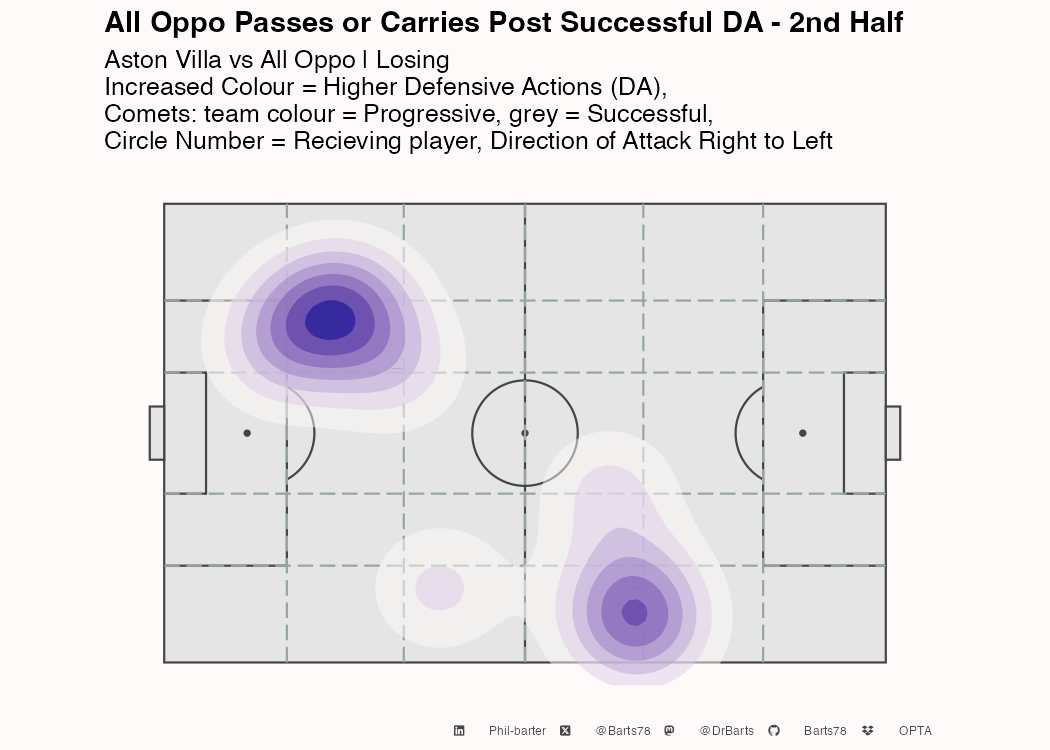 All Oppo Passes or Carries Post Successful DA - 2nd Half
Aston Villa vs All Oppo | Losing
Increased Colour = Higher Defensive Actions (DA),
Comets: team colour = Progressive, grey = Successful,
Circle Number = Recieving player, Direction of Attack Right to Left
Phil-barter @Barts78 @DrBarts Barts78 OPTA